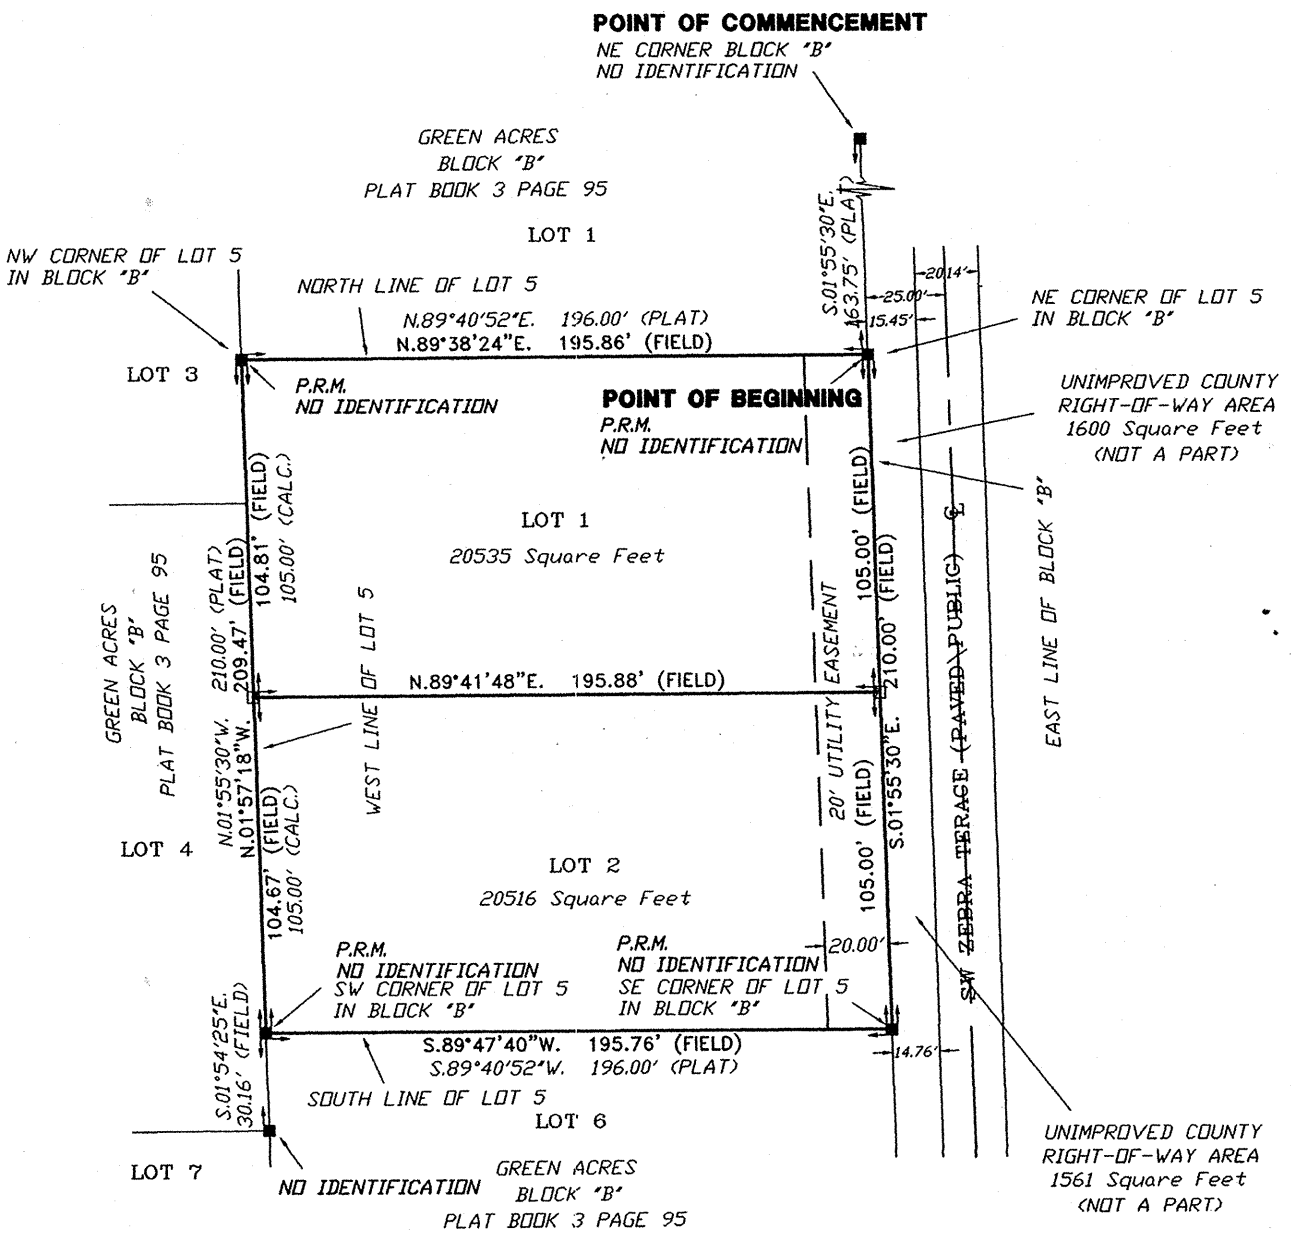 POINT OF COMMENCEMENT
NE CORNER BLOCK "B"
NO IDENTIFICATION
GREEN ACRES
BLOCK "B"
PLAT BOOK 3 PAGE 95
LOT 1
S.01°55'30"E.
163.75' (PLAT)
NW CORNER OF LOT 5
IN BLOCK "B"
NORTH LINE OF LOT 5
N.89°40'52"E. 196.00' (PLAT)
N.89°38'24"E. 195.86' (FIELD)
20.14'
25.00'
15.45'
NE CORNER OF LOT 5
IN BLOCK "B"
LOT 3
P.R.M.
NO IDENTIFICATION
POINT OF BEGINNING
P.R.M.
NO IDENTIFICATION
UNIMPROVED COUNTY
RIGHT-OF-WAY AREA
1600 Square Feet
(NOT A PART)
104.81' (FIELD)
105.00' (CALC.)
LOT 1
20535 Square Feet
105.00' (FIELD)
EAST LINE OF BLOCK "B"
GREEN ACRES
BLOCK "B"
PLAT BOOK 3 PAGE 95
N.01°55'30"W. 210.00' (PLAT)
N.01°57'18"W. 209.47' (FIELD)
WEST LINE OF LOT 5
N.89°41'48"E. 195.88' (FIELD)
20' UTILITY EASEMENT
S.01°55'30"E. 210.00' (FIELD)
SW ZEBRA TERACE (PAVED\PUBLIC) ℄
LOT 4
104.67' (FIELD)
105.00' (CALC.)
LOT 2
20516 Square Feet
105.00' (FIELD)
20.00'
P.R.M.
NO IDENTIFICATION
SW CORNER OF LOT 5
IN BLOCK "B"
P.R.M.
NO IDENTIFICATION
SE CORNER OF LOT 5
IN BLOCK "B"
S.01°54'25"E.
30.16' (FIELD)
S.89°47'40"W. 195.76' (FIELD)
S.89°40'52"W. 196.00' (PLAT)
14.76'
SOUTH LINE OF LOT 5
LOT 6
LOT 7
NO IDENTIFICATION
GREEN ACRES
BLOCK "B"
PLAT BOOK 3 PAGE 95
UNIMPROVED COUNTY
RIGHT-OF-WAY AREA
1561 Square Feet
(NOT A PART)